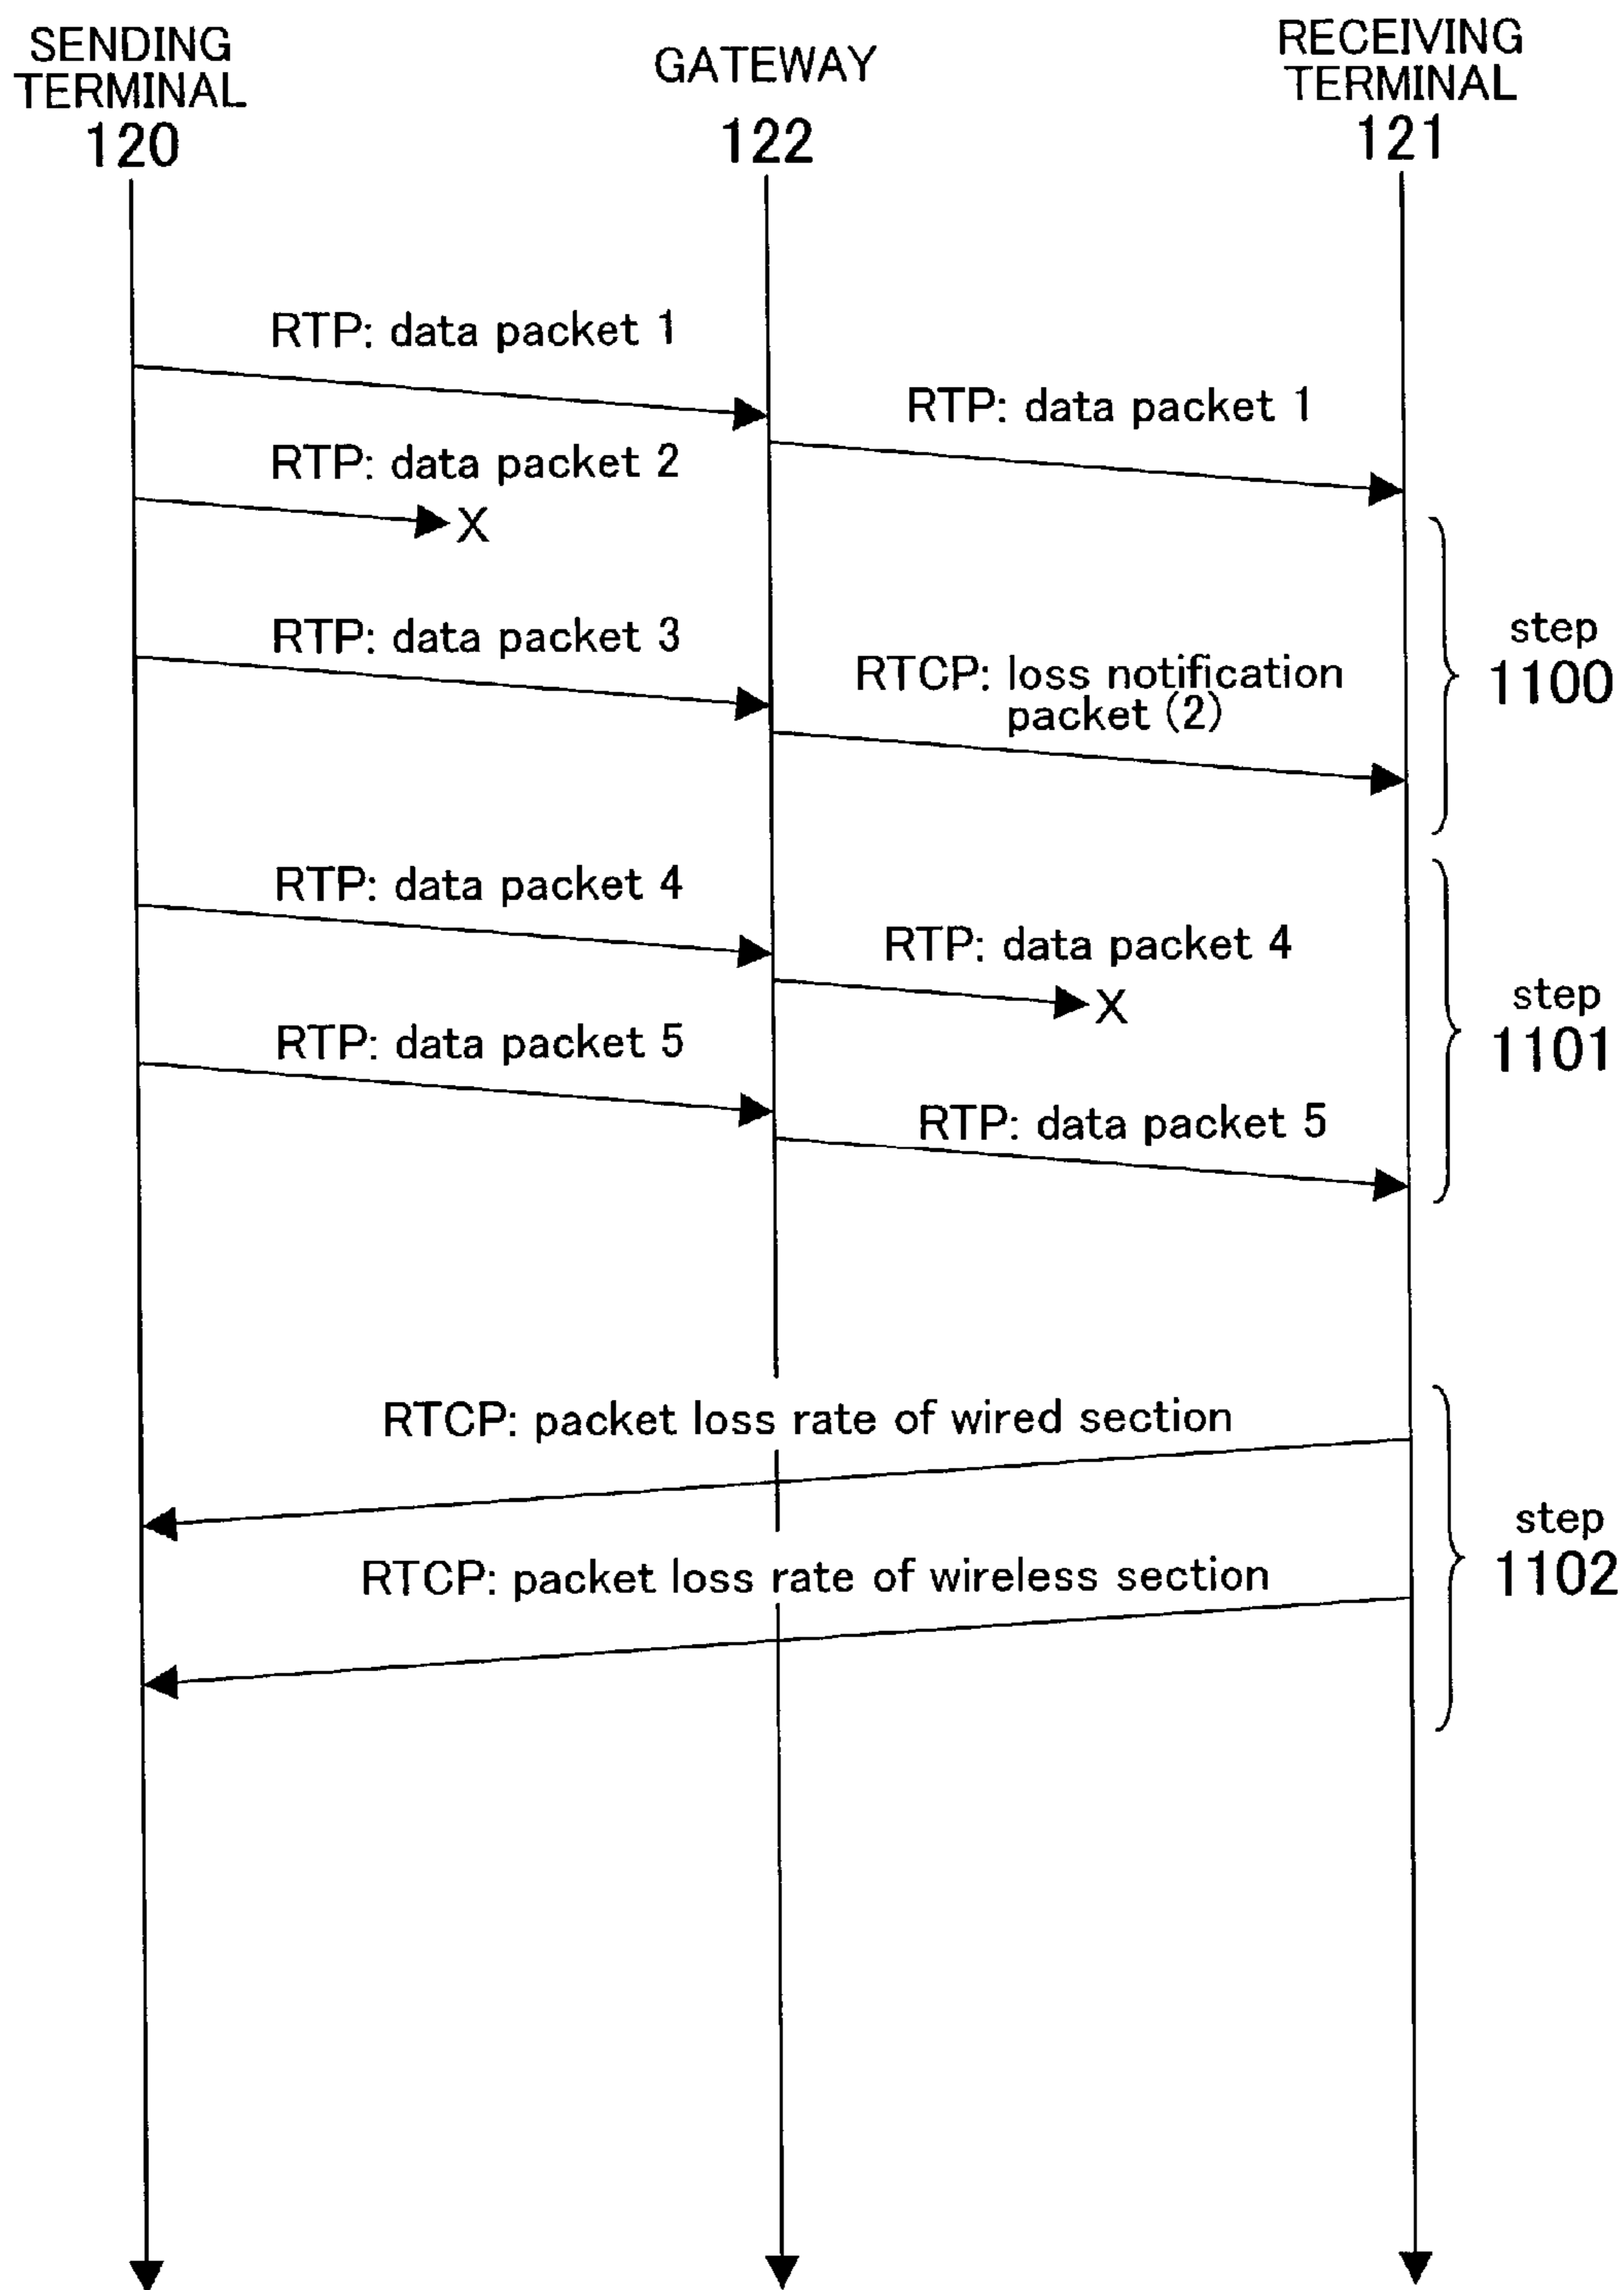 SENDING
TERMINAL
120
GATEWAY
122
RECEIVING
TERMINAL
121
RTP: data packet 1
RTP: data packet 1
RTP: data packet 2
X
RTP: data packet 3
RTCP: loss notification
packet (2)
step
1100
RTP: data packet 4
RTP: data packet 4
X
RTP: data packet 5
RTP: data packet 5
step
1101
RTCP: packet loss rate of wired section
RTCP: packet loss rate of wireless section
step
1102